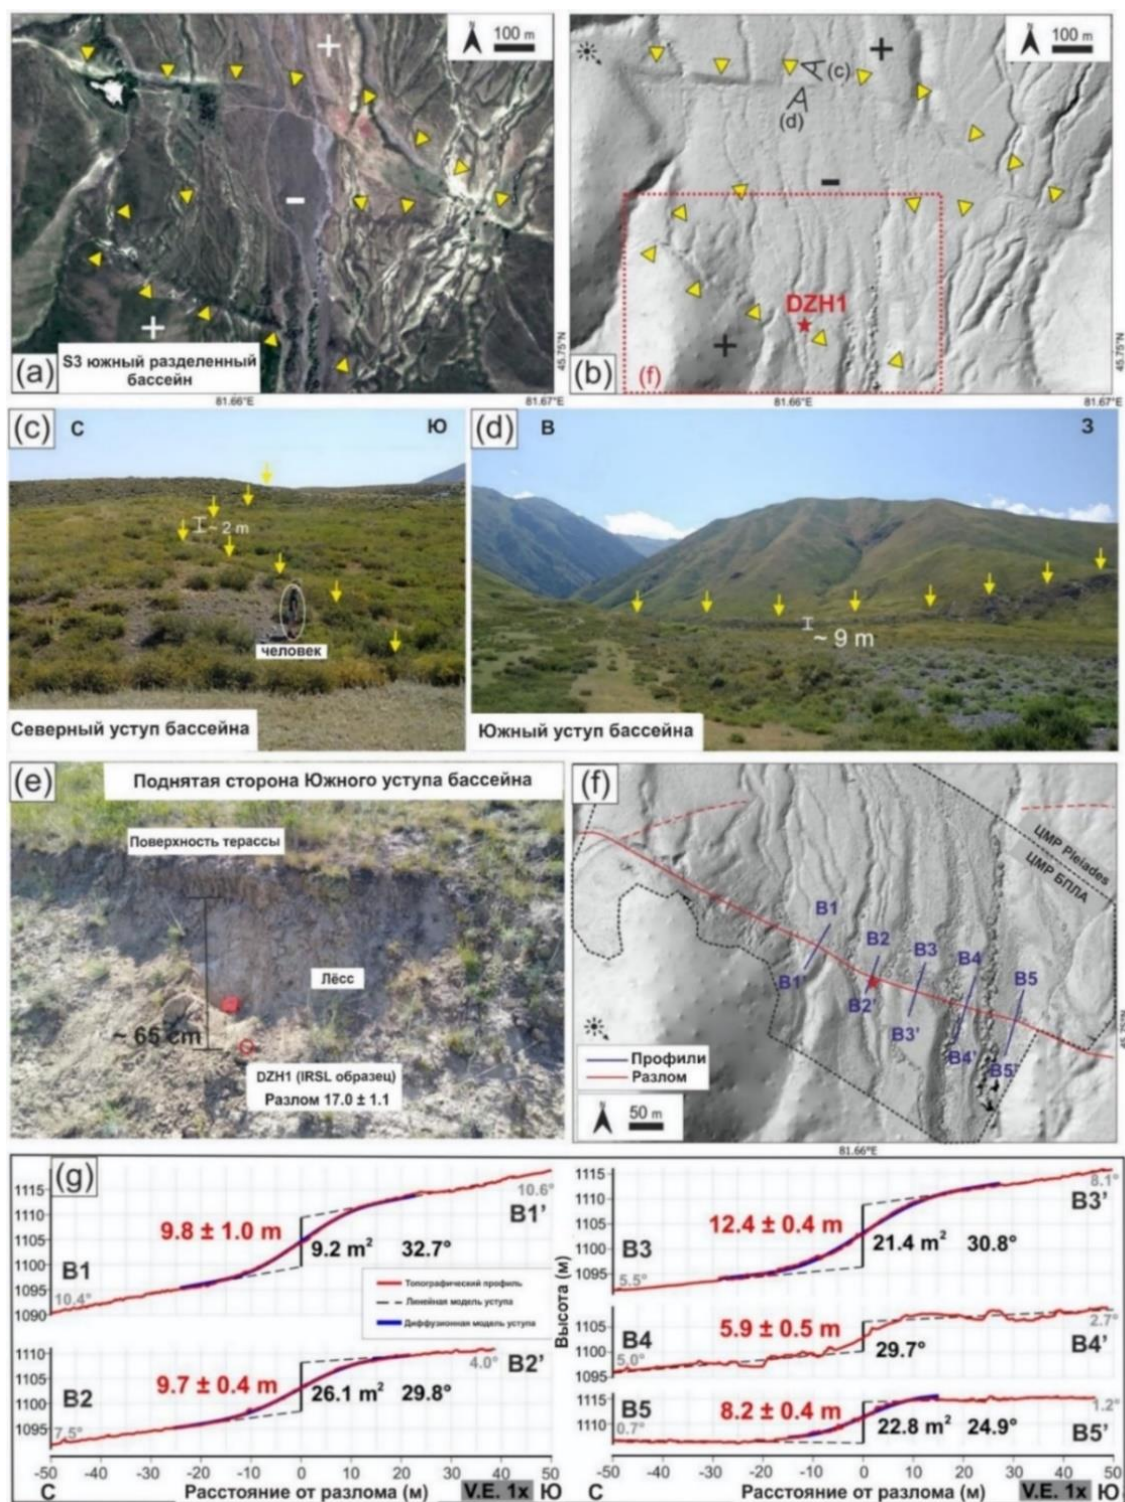 +
N
100 m
-
+
(a)
S3 южный разделенный
бассейн
81.66°E
81.67°E
45.75°N
+
N
100 m
(c)
(d)
-
DZH1
+
(b)
(f)
81.66°E
81.67°E
45.75°N
(c)
С
Ю
~ 2 m
человек
Северный уступ бассейна
(d)
В
З
~ 9 m
Южный уступ бассейна
(e)
Поднятая сторона Южного уступа бассейна
Поверхность террасы
Лёсс
~ 65 cm
DZH1 (IRSL образец)
Разлом 17.0 ± 1.1
(f)
ЦМР Pleiades
ЦМР БПЛА
B1
B2
B3
B4
B5
B1'
B2'
B3'
B4'
B5'
Профили
Разлом
N
50 m
81.66°E
45.75°N
(g)
1115
1110
1105
1100
1095
1090
10.6°
B1'
9.8 ± 1.0 m
9.2 m² 32.7°
B1
10.4°
Топографический профиль
Линейная модель уступа
Диффузионная модель уступа
1110
1105
1100
1095
4.0°
B2'
9.7 ± 0.4 m
26.1 m² 29.8°
B2
7.5°
-50 -40 -30 -20 -10 0 10 20 30 40 50
С
Расстояние от разлома (м)
V.E. 1x
Ю
Высота (м)
1115
1110
1105
1100
1095
8.1°
B3'
12.4 ± 0.4 m
21.4 m² 30.8°
B3
5.5°
1105
1100
1095
2.7°
B4
5.9 ± 0.5 m
B4'
5.0°
29.7°
1115
1110
B5
8.2 ± 0.4 m
1.2°
0.7°
22.8 m² 24.9°
B5'
-50 -40 -30 -20 -10 0 10 20 30 40 50
С
Расстояние от разлома (м)
V.E. 1x
Ю